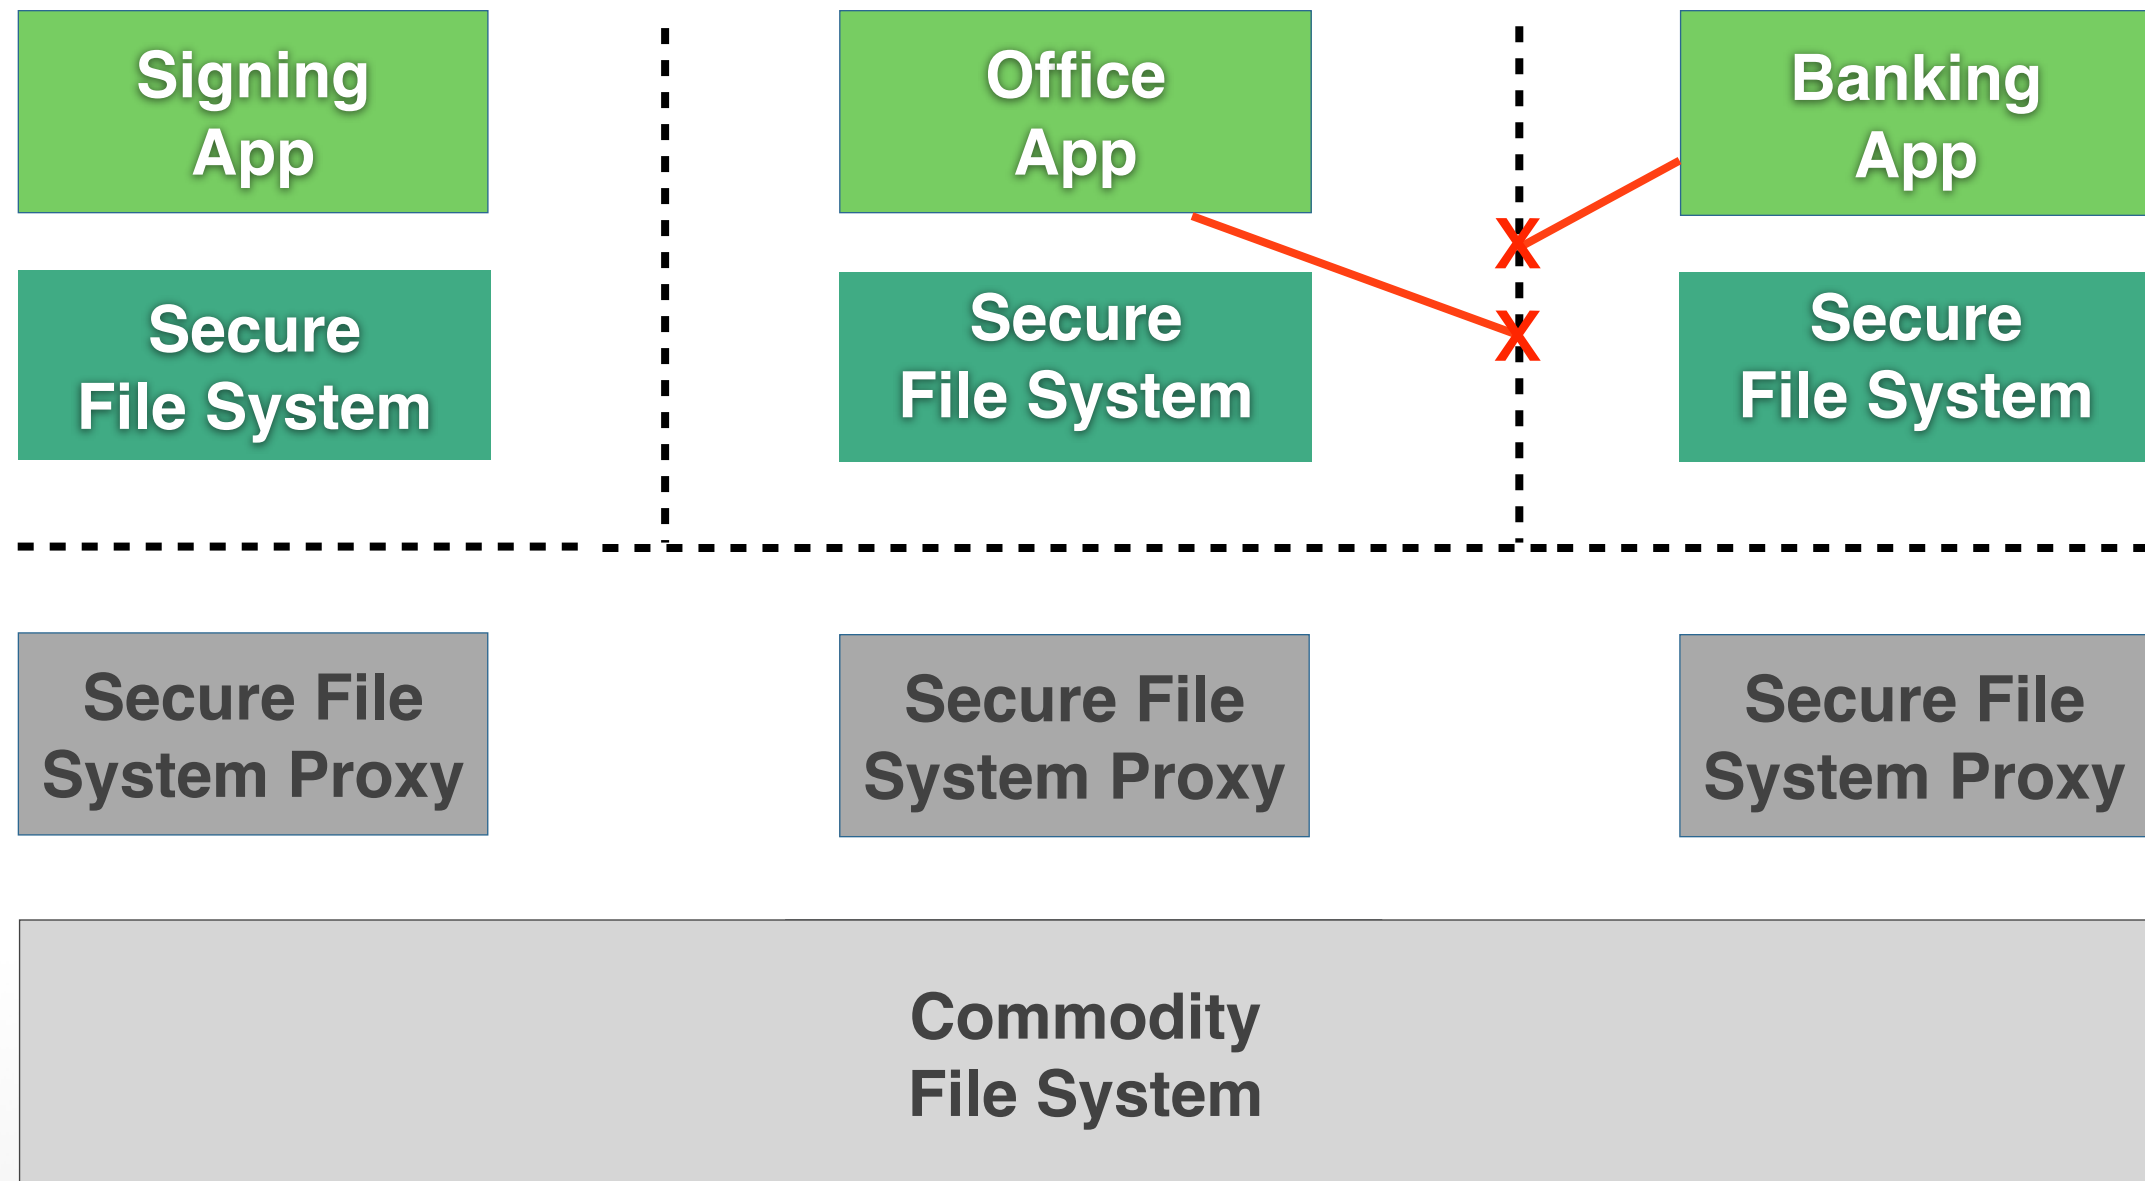 Signing
App
Office
App
Banking
App
X
X
Secure
File System
Secure
File System
Secure
File System
Secure File
System Proxy
Secure File
System Proxy
Secure File
System Proxy
Commodity
File System